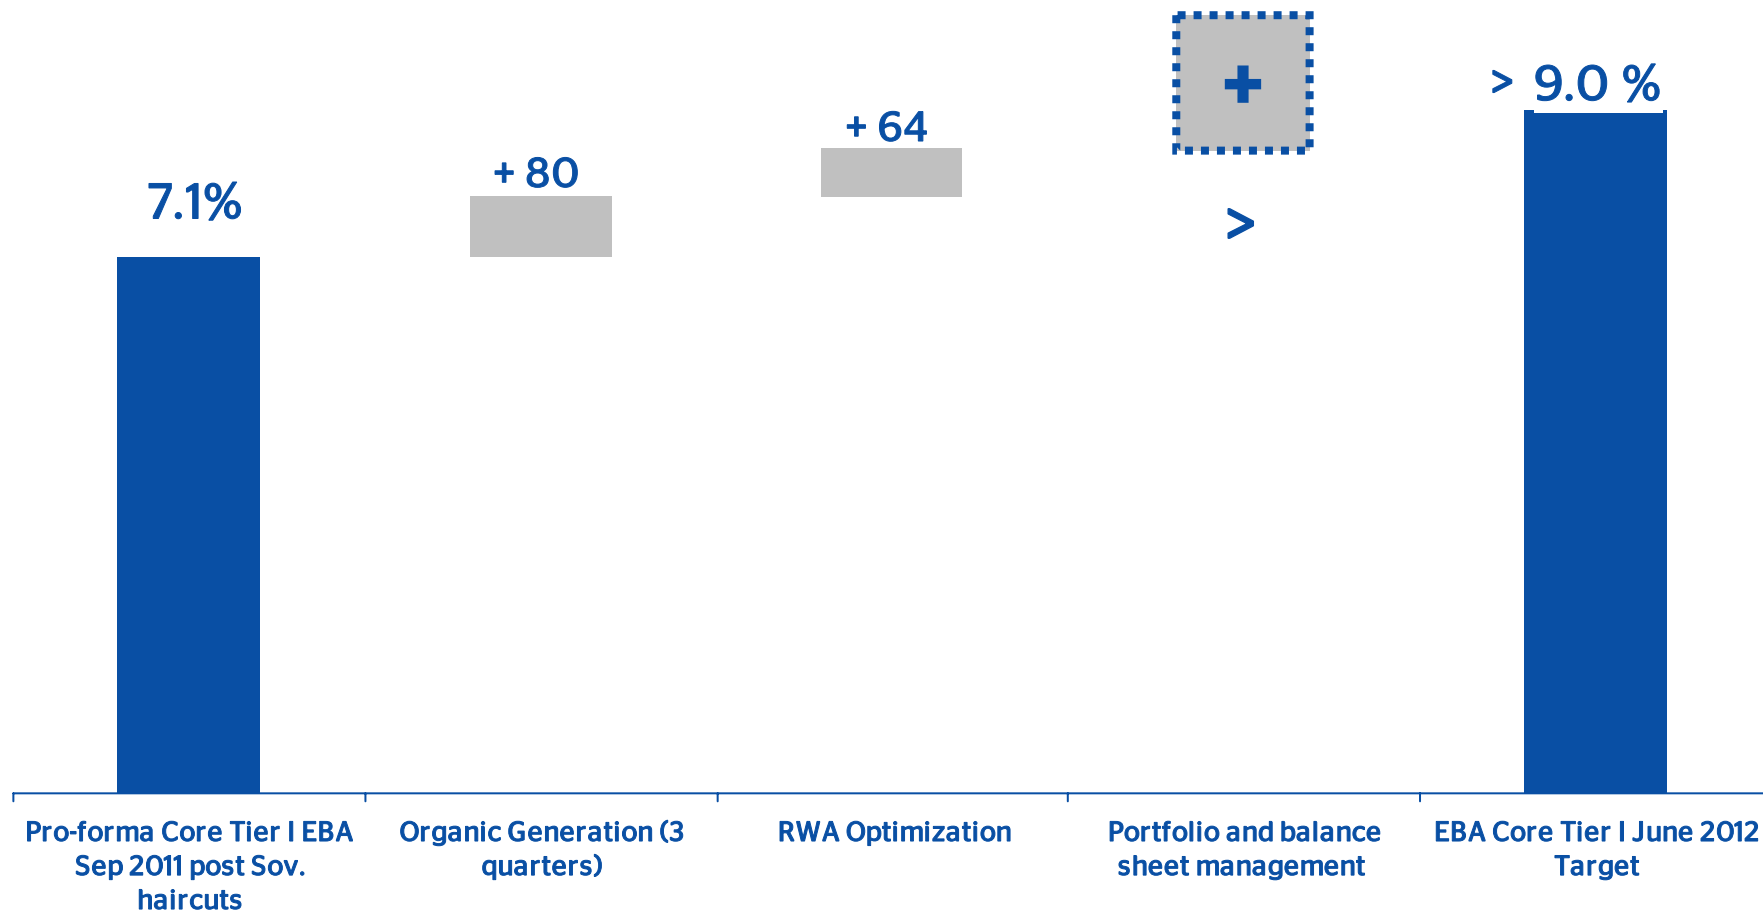 7.1%
+ 80
+ 64
+
>
> 9.0 %
Pro-forma Core Tier I EBA
Sep 2011 post Sov.
haircuts
Organic Generation (3
quarters)
RWA Optimization
Portfolio and balance
sheet management
EBA Core Tier I June 2012
Target